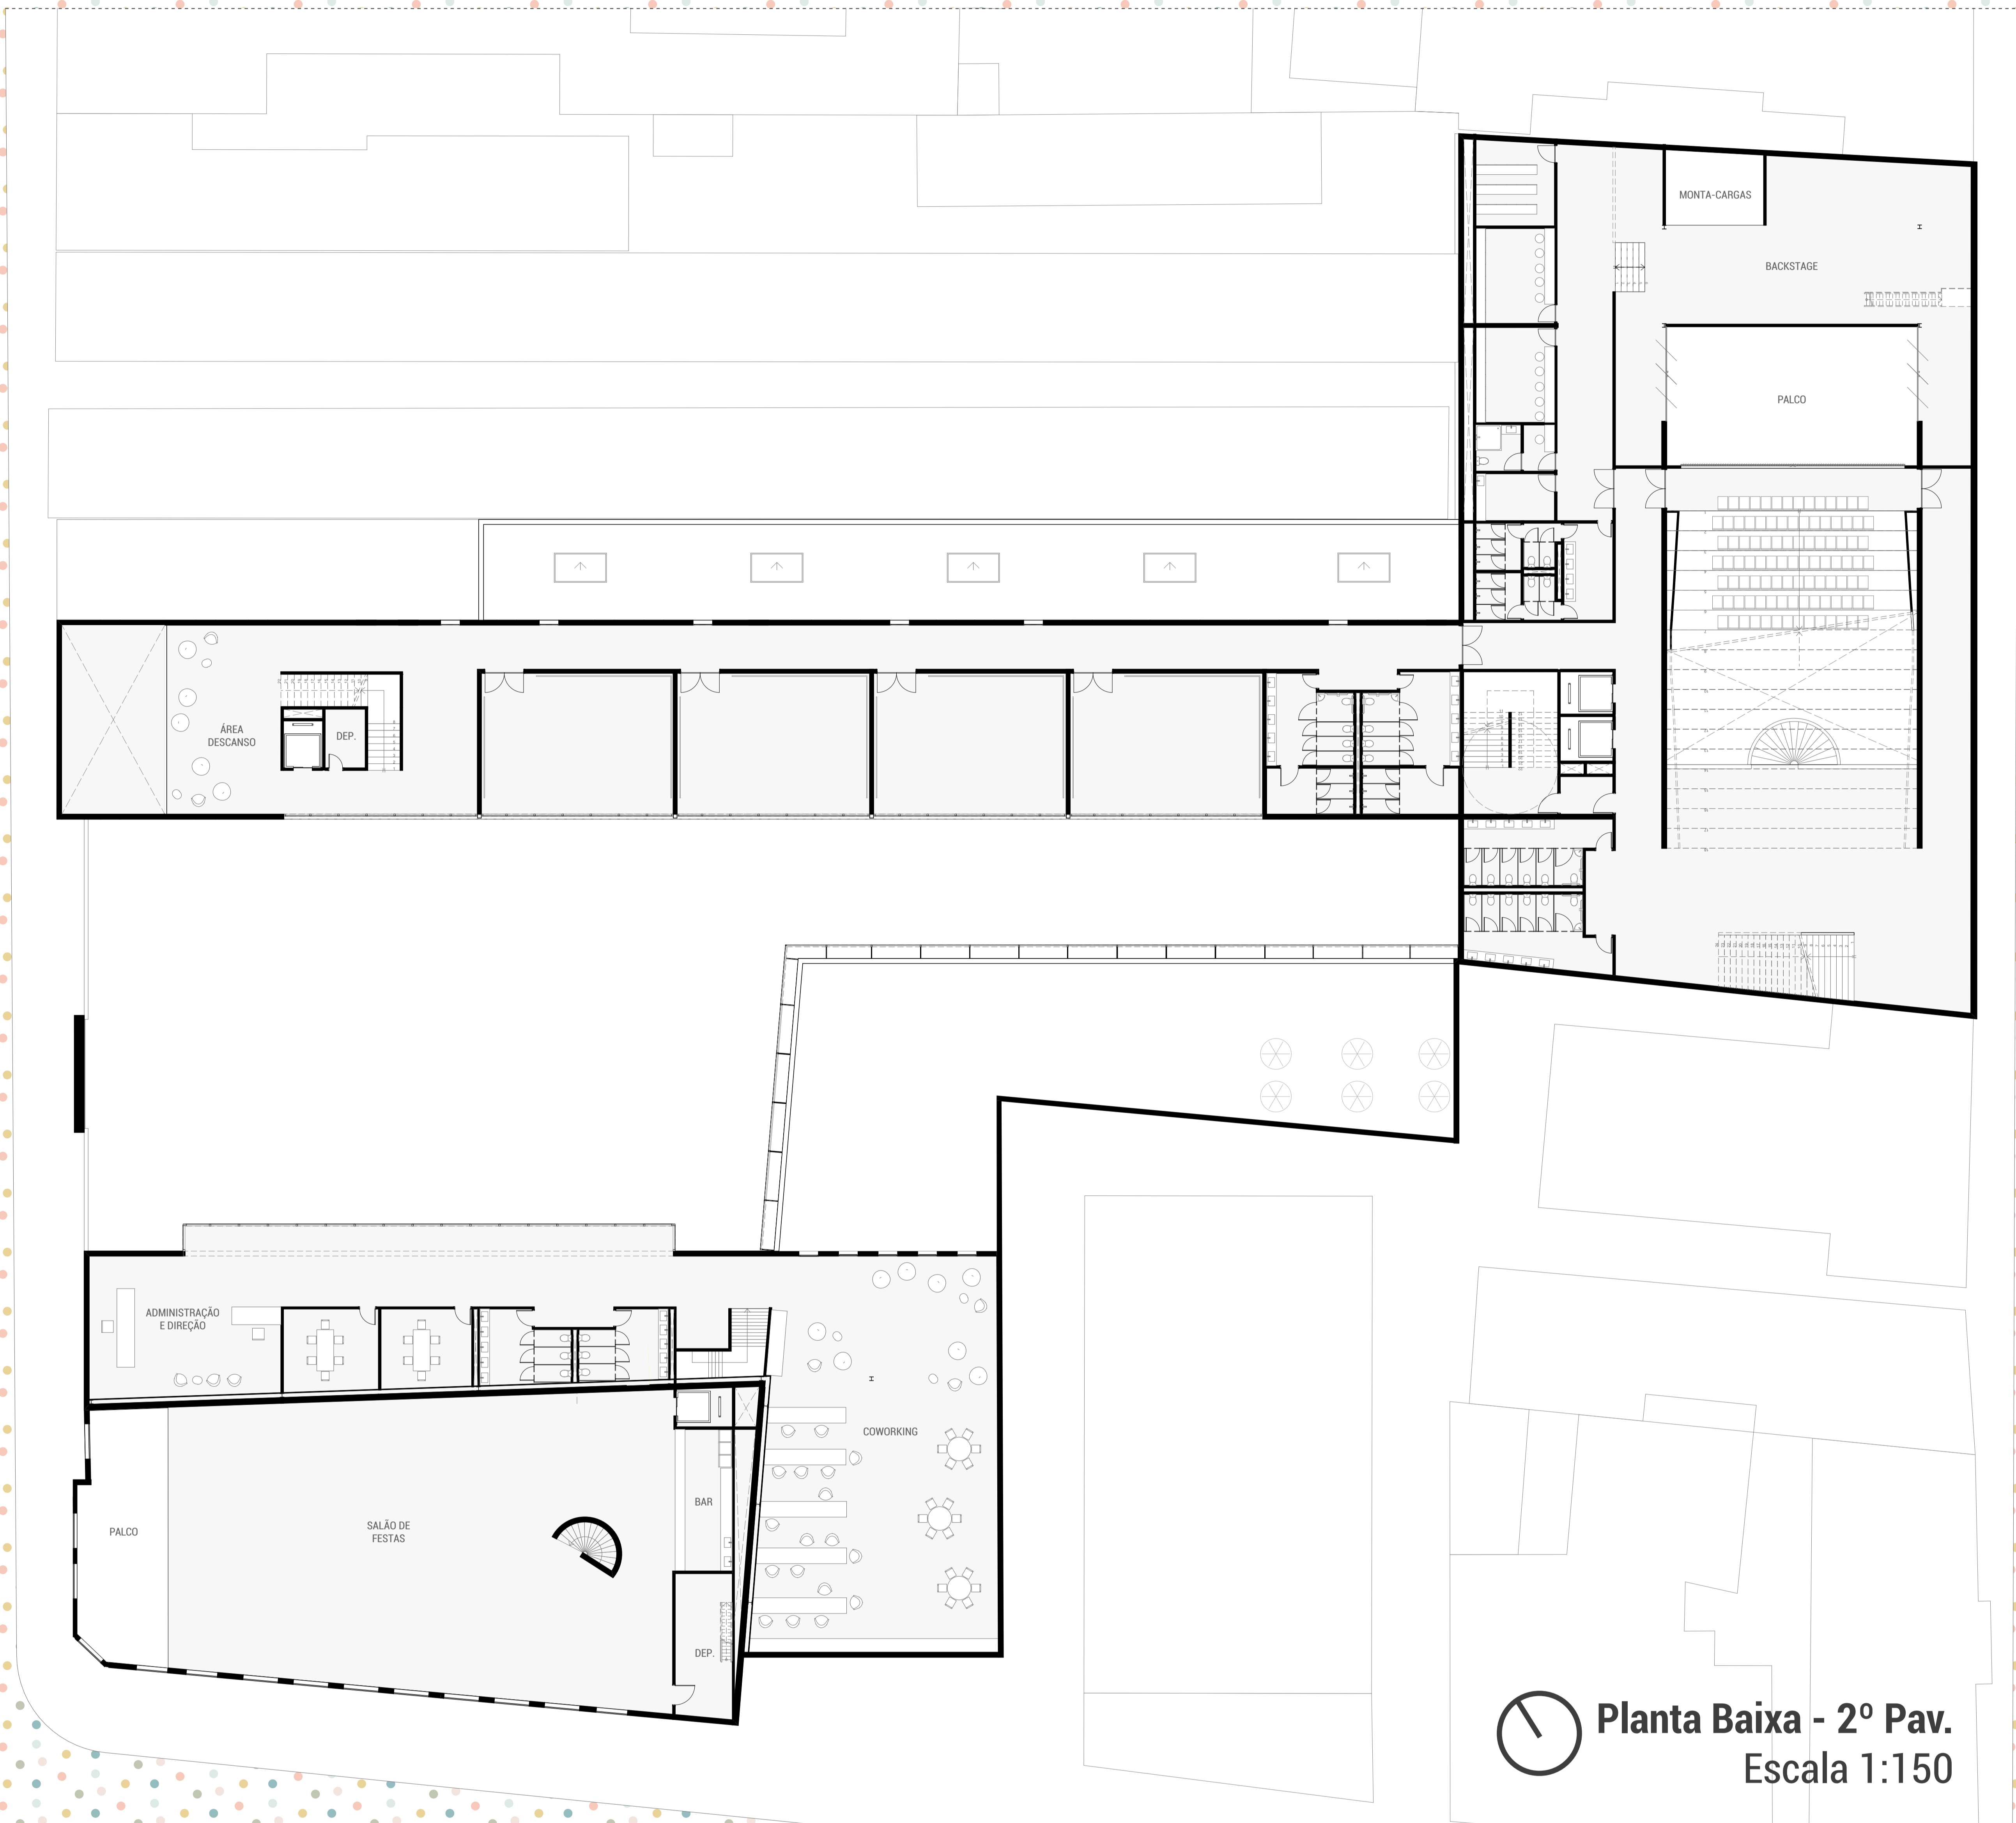 MONTA-CARGAS
BACKSTAGE
PALCO
ÁREA
DESCANSO
DEP.
ADMINISTRAÇÃO
E DIREÇÃO
COWORKING
BAR
PALCO
SALÃO DE
FESTAS
DEP.
Planta Baixa - 2º Pav.
Escala 1:150